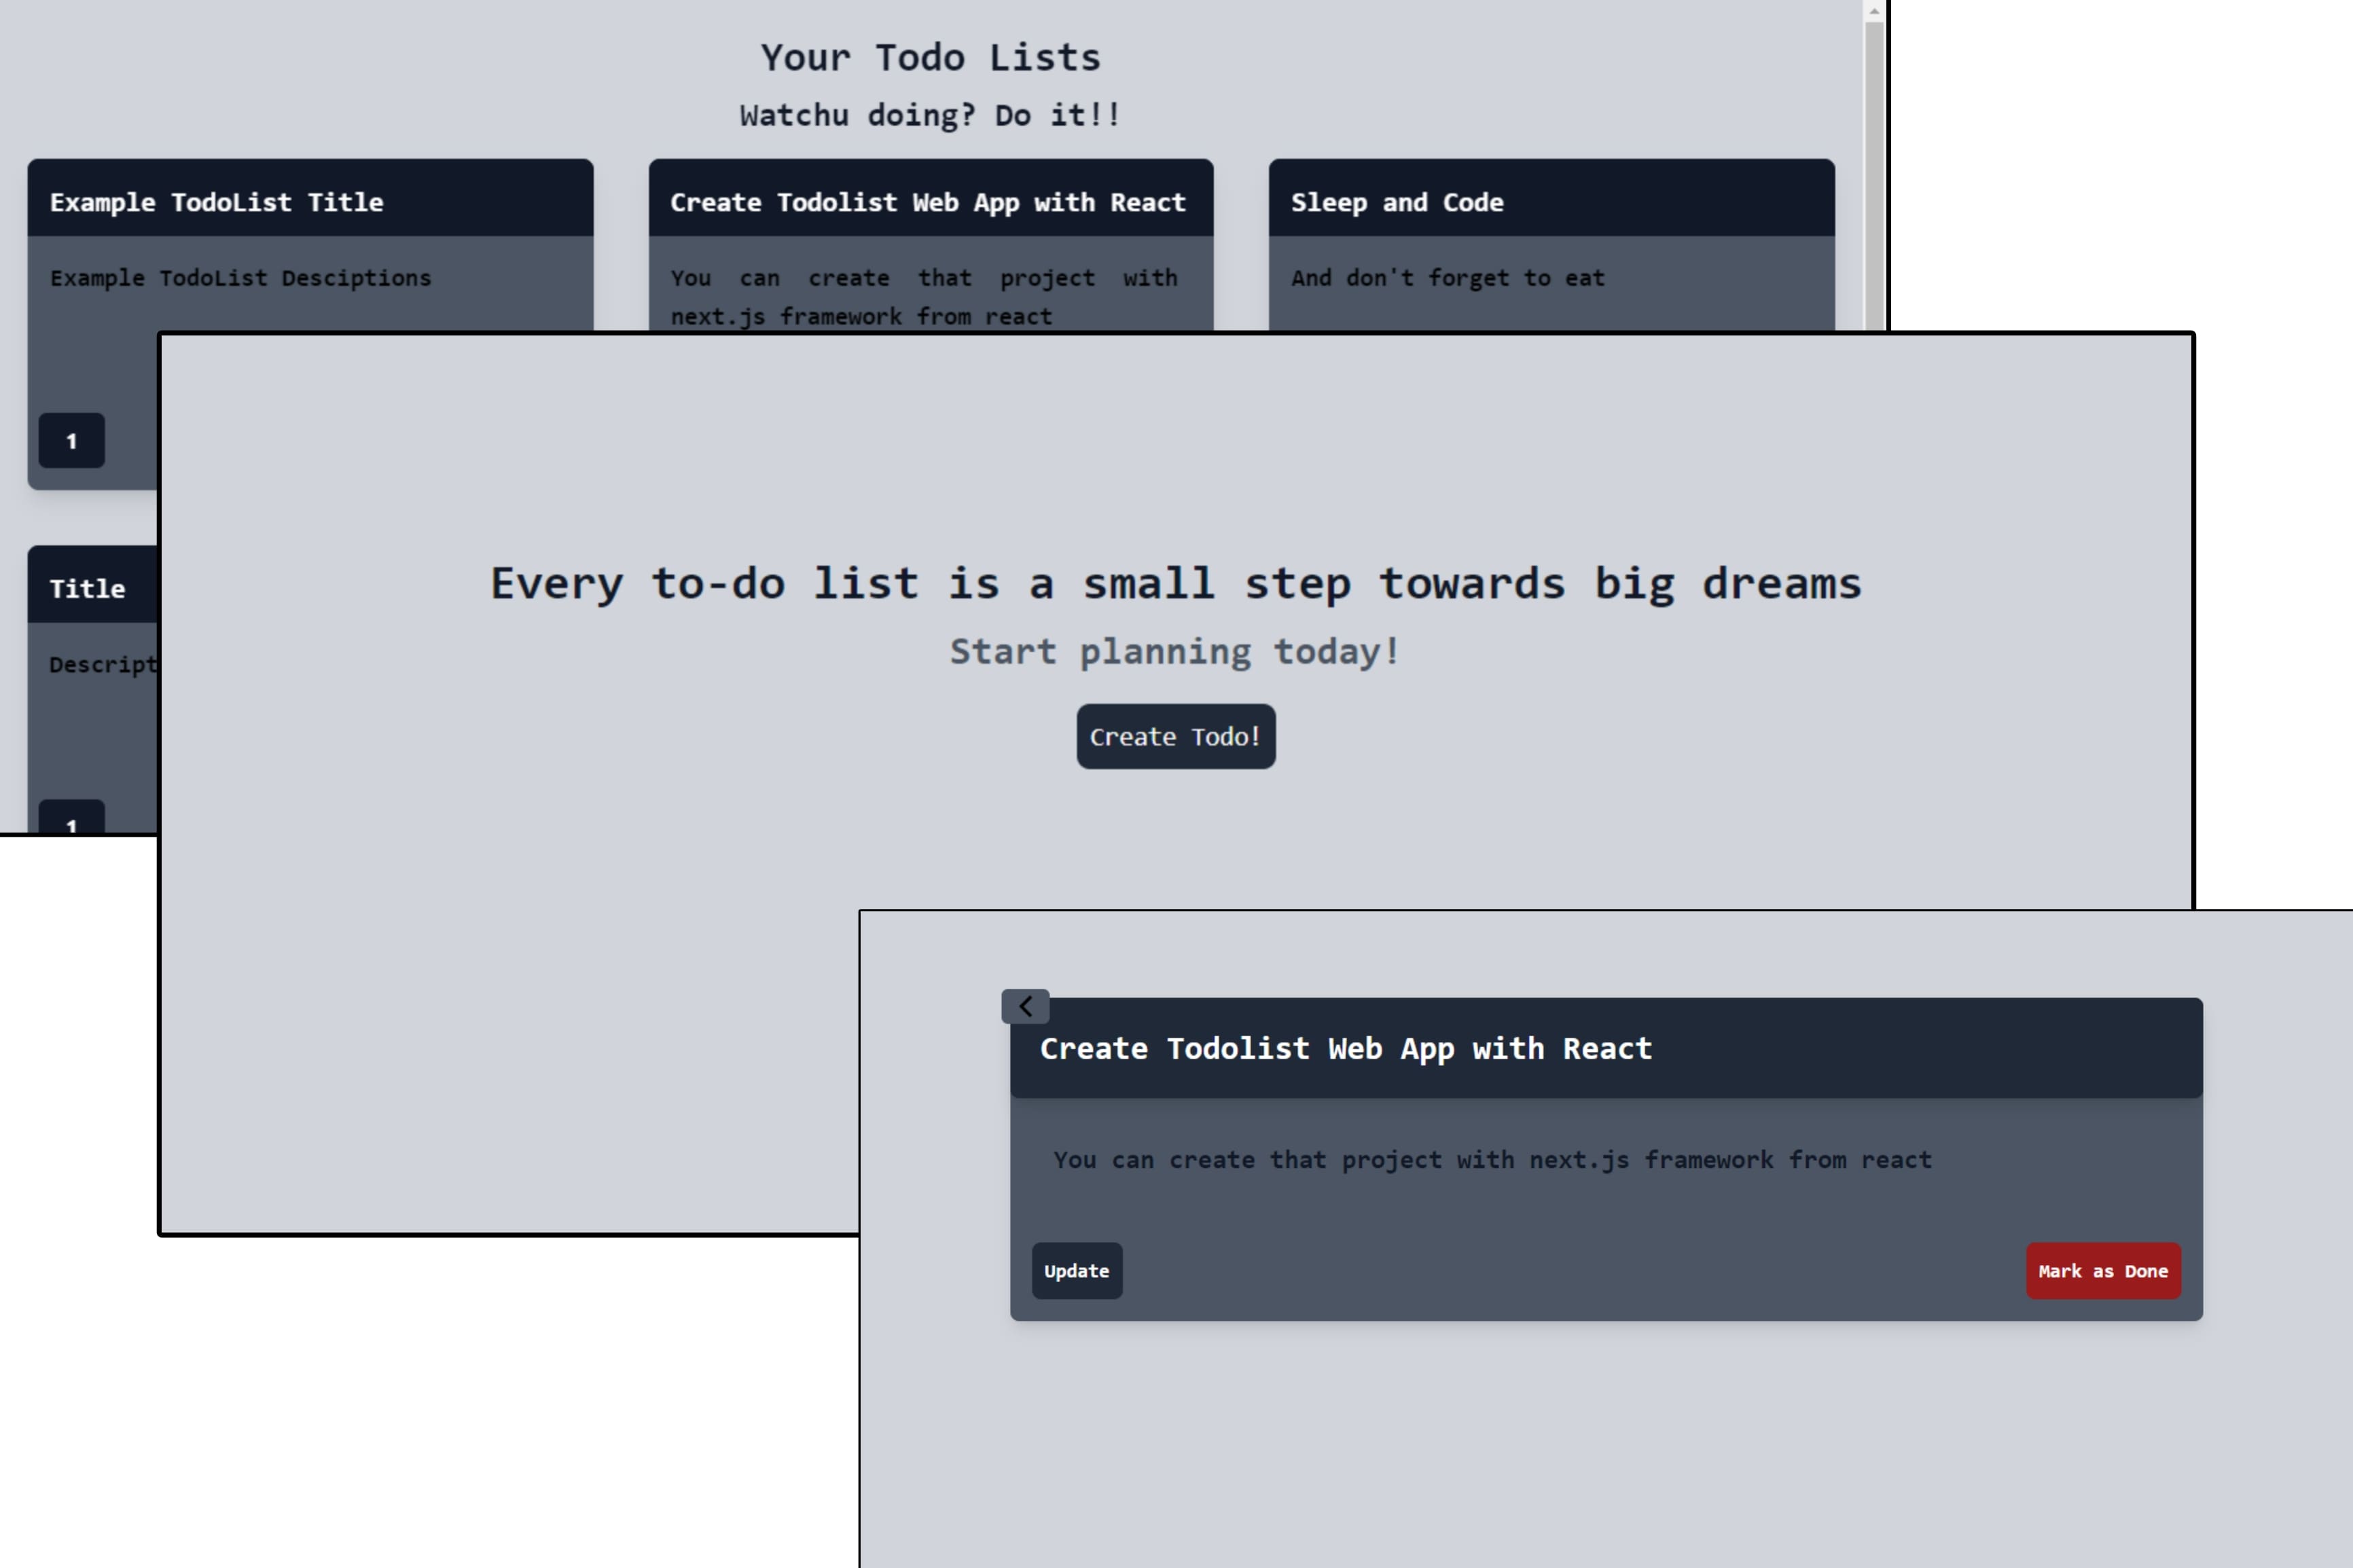 Your Todo Lists
Watchu doing? Do it!!
Example TodoList Title
Example TodoList Desciptions
1
Create Todolist Web App with React
You can create that project with
next.js framework from react
Sleep and Code
And don't forget to eat
Title
Descript
1
Every to-do list is a small step towards big dreams
Start planning today!
Create Todo!
Create Todolist Web App with React
You can create that project with next.js framework from react
Update
Mark as Done